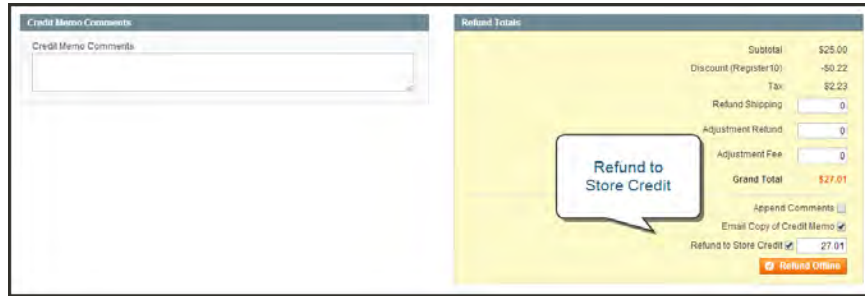 Credit Memo Comments
Credit Memo Comments
Refund Totals
Subtotal $25.00
Discount (Register10) -$0.22
Tax $2.23
Refund Shipping 0
Adjustment Refund 0
Adjustment Fee 0
Grand Total $27.01
Refund to
Store Credit
Append Comments
Email Copy of Credit Memo
Refund to Store Credit 27.01
Refund Offline